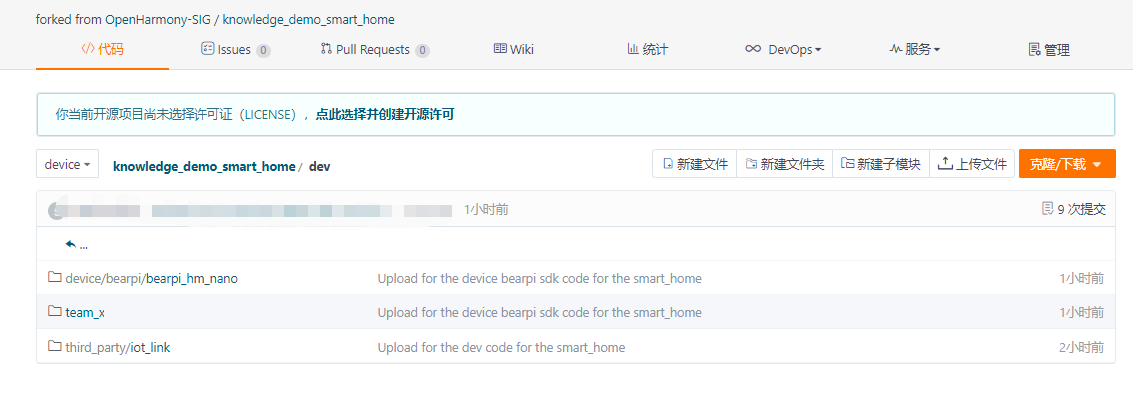 forked from OpenHarmony-SIG / knowledge_demo_smart_home
代码 Issues 0 Pull Requests 0 Wiki 统计 DevOps 服务 管理
你当前开源项目尚未选择许可证（LICENSE），点此选择并创建开源许可
device knowledge_demo_smart_home / dev 新建文件 新建文件夹 新建子模块 上传文件 克隆/下载
1小时前 9 次提交
...
device/bearpi/bearpi_hm_nano Upload for the device bearpi sdk code for the smart_home 1小时前
team_x Upload for the device bearpi sdk code for the smart_home 1小时前
third_party/iot_link Upload for the dev code for the smart_home 2小时前